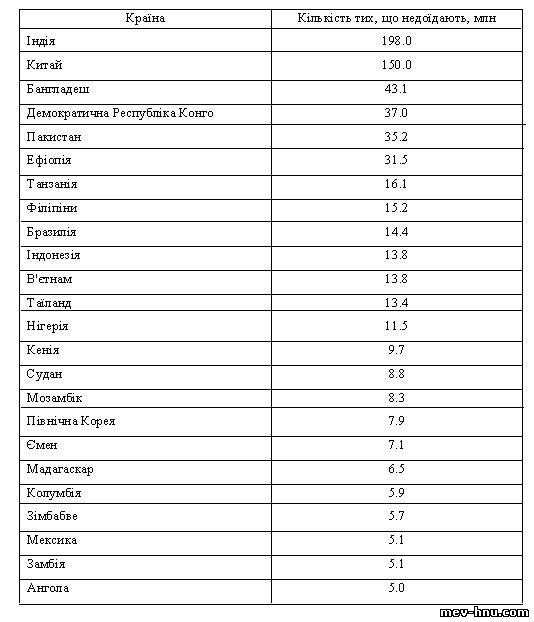 Країна Кількість тих, що недоїдають, млн
Індія 198.0
Китай 150.0
Бангладеш 43.1
Демократична Республіка Конго 37.0
Пакистан 35.2
Ефіопія 31.5
Танзанія 16.1
Філіпіни 15.2
Бразилія 14.4
Індонезія 13.8
В'єтнам 13.8
Таїланд 13.4
Нігерія 11.5
Кенія 9.7
Судан 8.8
Мозамбік 8.3
Північна Корея 7.9
Ємен 7.1
Мадагаскар 6.5
Колумбія 5.9
Зімбабве 5.7
Мексика 5.1
Замбія 5.1
Ангола 5.0
mev-hnu.com